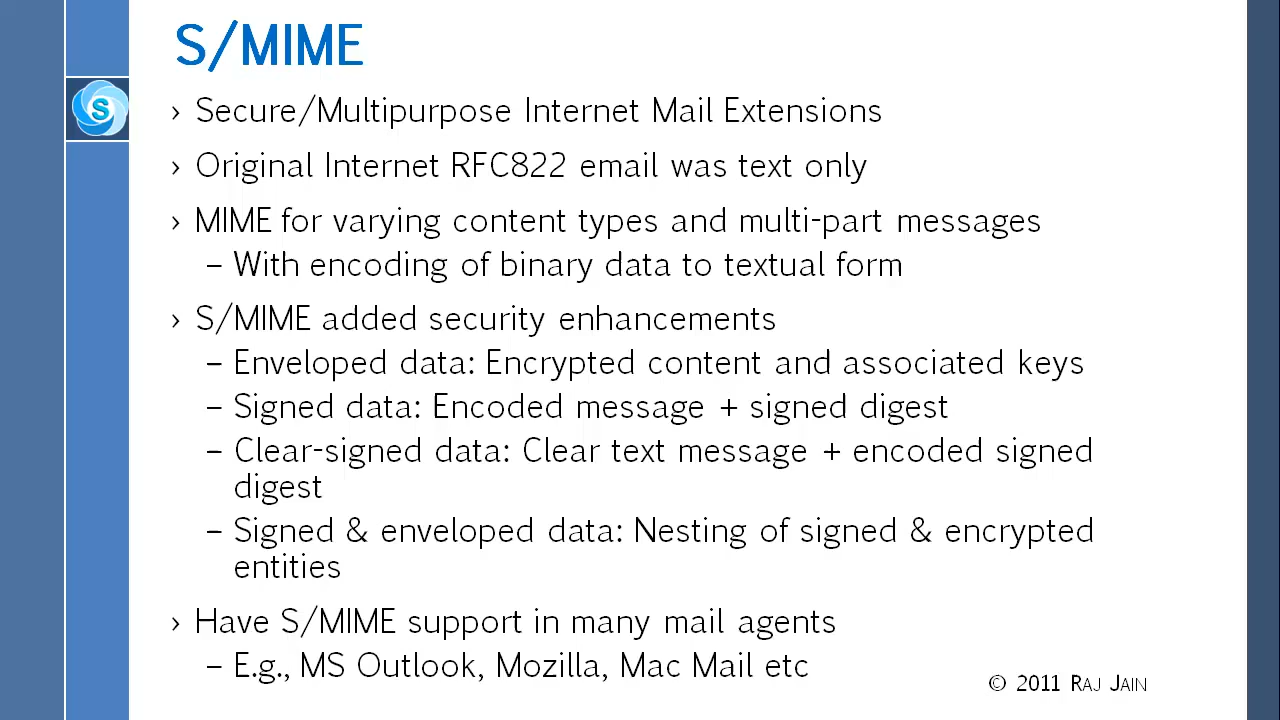 S/MIME
S
› Secure/Multipurpose Internet Mail Extensions
› Original Internet RFC822 email was text only
› MIME for varying content types and multi-part messages
– With encoding of binary data to textual form
› S/MIME added security enhancements
– Enveloped data: Encrypted content and associated keys
– Signed data: Encoded message + signed digest
– Clear-signed data: Clear text message + encoded signed
digest
– Signed & enveloped data: Nesting of signed & encrypted
entities
› Have S/MIME support in many mail agents
– E.g., MS Outlook, Mozilla, Mac Mail etc
© 2011 RAJ JAIN